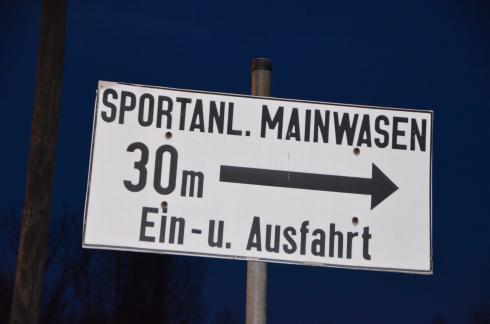 SPORTANL. MAINWASEN
30m
Ein-u. Ausfahrt